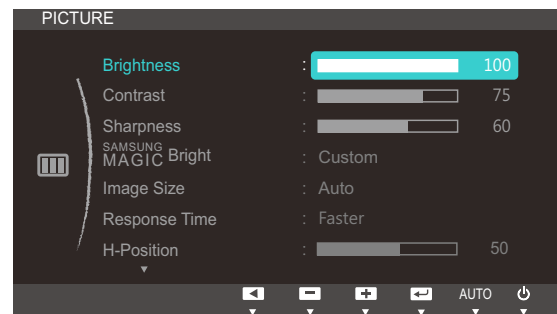 PICTURE
Brightness : 100
Contrast : 75
Sharpness : 60
SAMSUNG
MAGIC Bright : Custom
Image Size : Auto
Response Time : Faster
H-Position : 50
AUTO